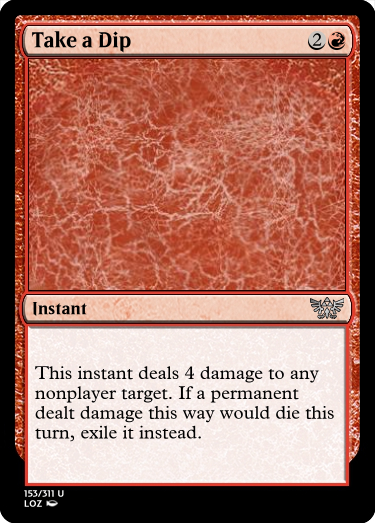 Take a Dip 2
Instant
This instant deals 4 damage to any
nonplayer target. If a permanent
dealt damage this way would die this
turn, exile it instead.
153/311 U
LOZ